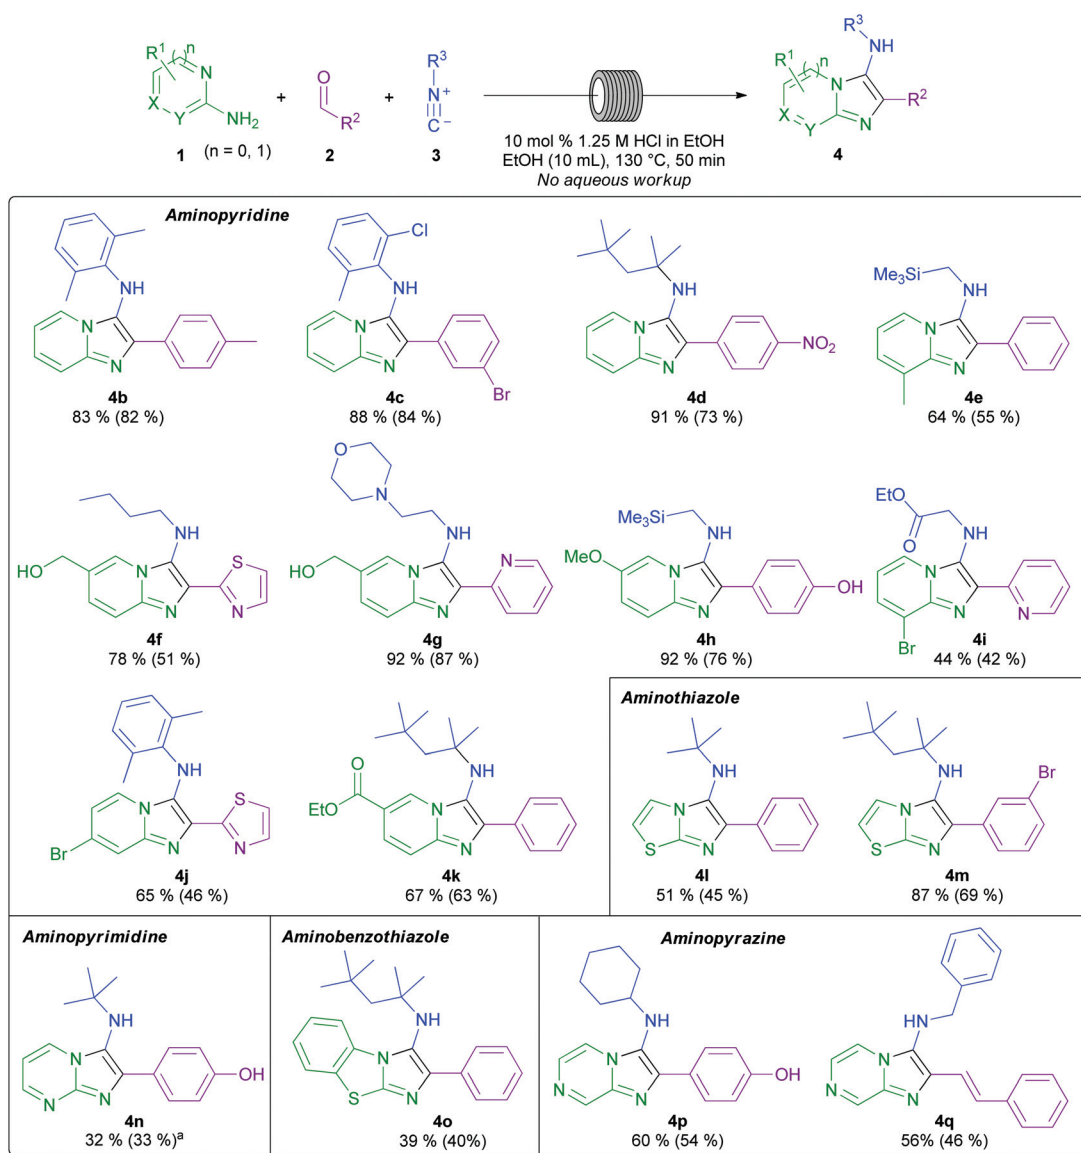 R1 ( )n N X Y NH2
1 (n = 0, 1)
+
O R2
2
+
R3 N+ C−
3
10 mol % 1.25 M HCl in EtOH
EtOH (10 mL), 130 °C, 50 min
No aqueous workup
R3 NH R1 ( )n N X Y N R2
4
Aminopyridine
NH N N
4b
83 % (82 %)
Cl NH N N Br
4c
88 % (84 %)
NH N N NO2
4d
91 % (73 %)
Me3Si NH N N
4e
64 % (55 %)
NH HO N N S N
4f
78 % (51 %)
O N NH HO N N N
4g
92 % (87 %)
Me3Si NH MeO N N OH
4h
92 % (76 %)
EtO O NH N N N Br
4i
44 % (42 %)
NH Br N N S N
4j
65 % (46 %)
O EtO NH N N
4k
67 % (63 %)
Aminothiazole
NH N S N
4l
51 % (45 %)
NH N S N Br
4m
87 % (69 %)
Aminopyrimidine
NH N N N OH
4n
32 % (33 %)a
Aminobenzothiazole
NH N S N
4o
39 % (40%)
Aminopyrazine
NH N N N OH
4p
60 % (54 %)
HN N N N
4q
56% (46 %)